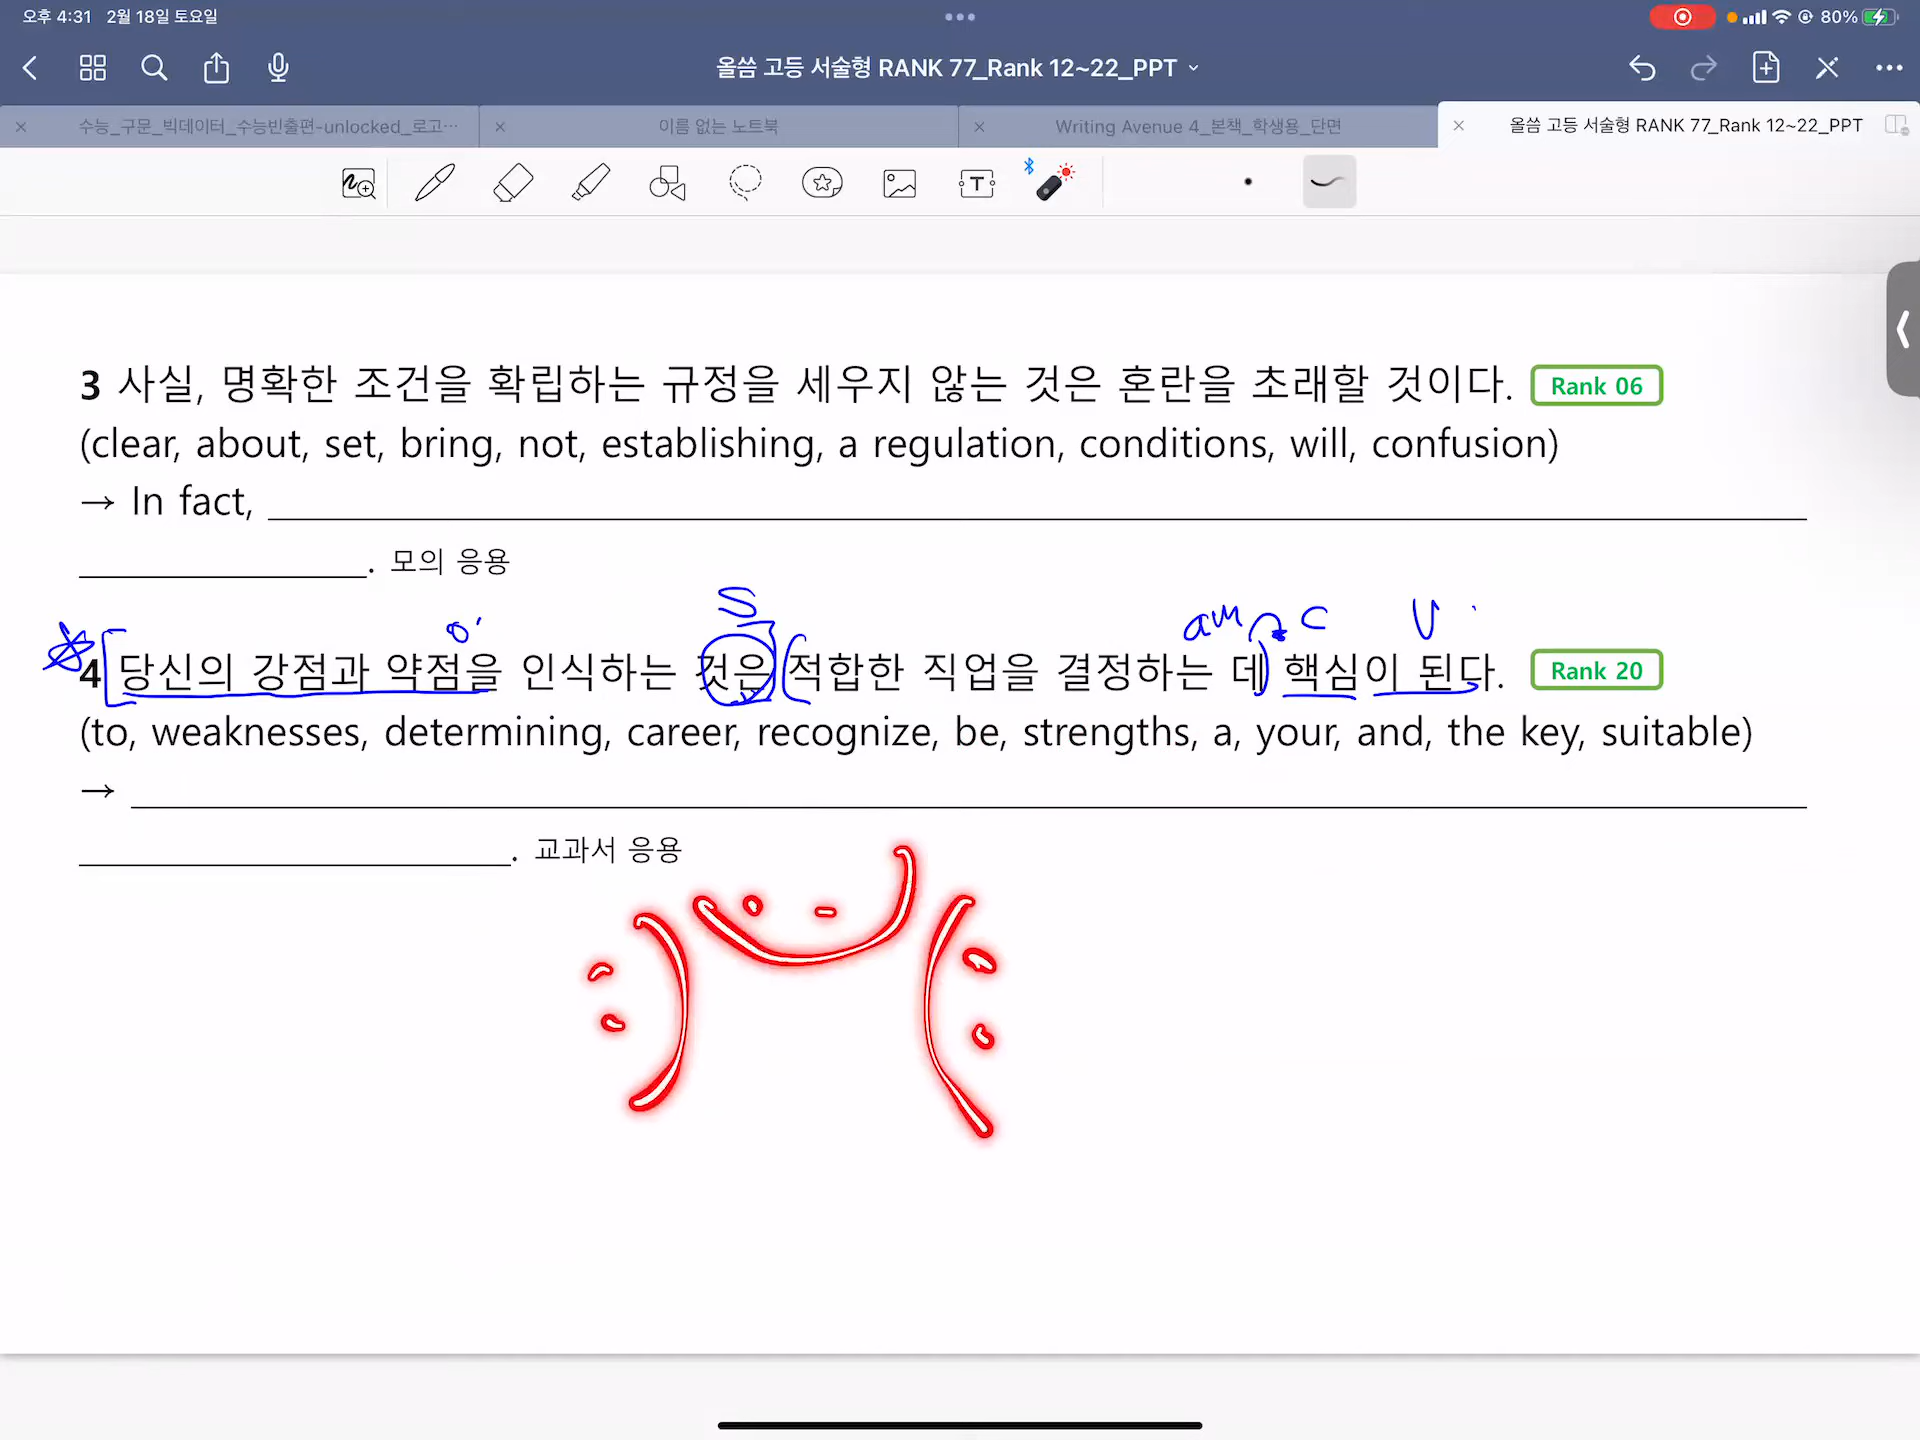 오후 4:31 2월 18일 토요일
80%
올씀 고등 서술형 RANK 77_Rank 12~22_PPT
수능_구문_빅데이터_수능빈출편-unlocked_로고…
이름 없는 노트북
Writing Avenue 4_본책_학생용_단면
올씀 고등 서술형 RANK 77_Rank 12~22_PPT
3 사실, 명확한 조건을 확립하는 규정을 세우지 않는 것은 혼란을 초래할 것이다. Rank 06
(clear, about, set, bring, not, establishing, a regulation, conditions, will, confusion)
→ In fact,
. 모의 응용
o' S am C V
4 당신의 강점과 약점을 인식하는 것은 적합한 직업을 결정하는 데 핵심이 된다. Rank 20
(to, weaknesses, determining, career, recognize, be, strengths, a, your, and, the key, suitable)
→
. 교과서 응용